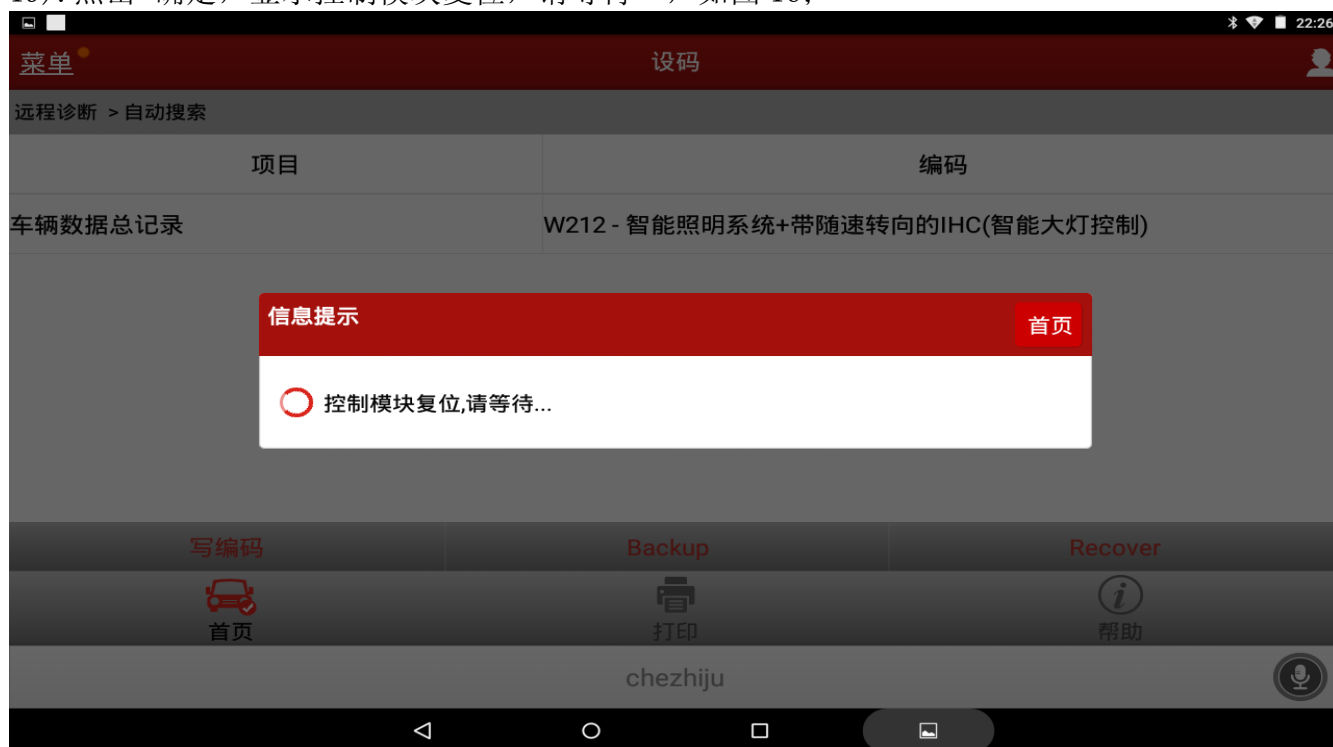 22:26
菜单
设码
远程诊断 >自动搜索
项目
编码
车辆数据总记录
W212 - 智能照明系统+带随速转向的IHC(智能大灯控制)
信息提示
首页
控制模块复位,请等待...
写编码
Backup
Recover
首页
打印
帮助
chezhiju